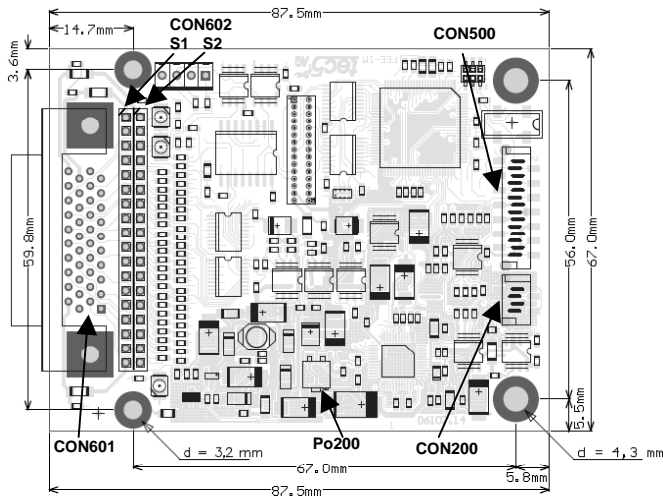 87.5mm
14.7mm
CON602
S1 S2
CON500
3.6mm
59.8mm
56.0mm
67.0mm
5.5mm
CON601
Po200
CON200
d = 3,2 mm
d = 4,3 mm
67.0mm
5.8mm
87.5mm